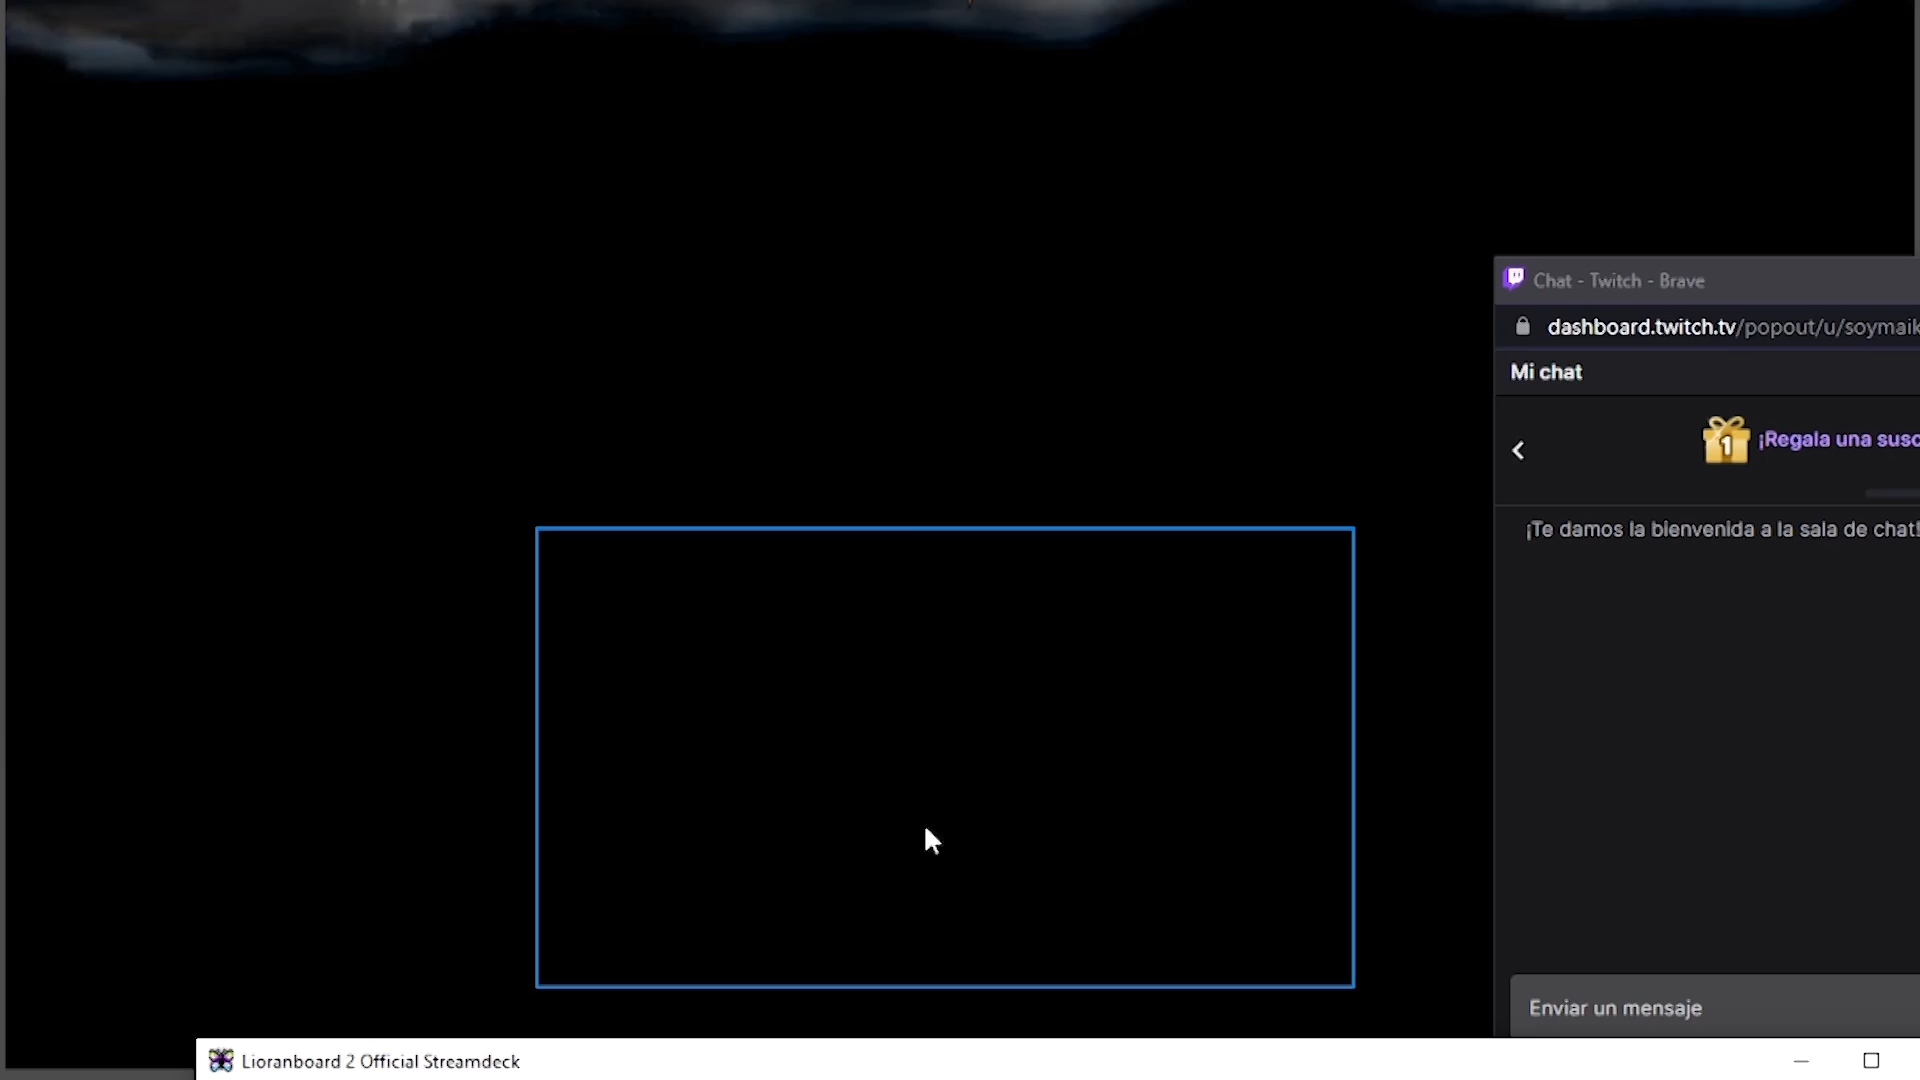 Chat - Twitch - Brave
dashboard.twitch.tv/popout/u/soymaik
Mi chat
1
¡Regala una susc
¡Te damos la bienvenida a la sala de chat!
Enviar un mensaje
Lioranboard 2 Official Streamdeck